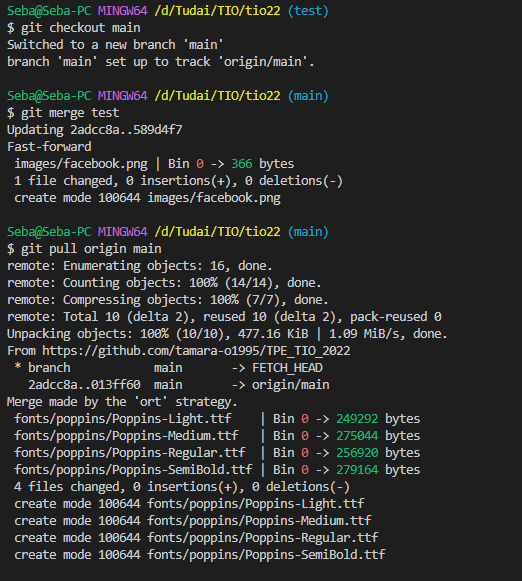 Seba@Seba-PC MINGW64 /d/Tudai/TIO/tio22 (test)
$ git checkout main
Switched to a new branch 'main'
branch 'main' set up to track 'origin/main'.
Seba@Seba-PC MINGW64 /d/Tudai/TIO/tio22 (main)
$ git merge test
Updating 2adcc8a..589d4f7
Fast-forward
 images/facebook.png | Bin 0 -> 366 bytes
 1 file changed, 0 insertions(+), 0 deletions(-)
 create mode 100644 images/facebook.png
Seba@Seba-PC MINGW64 /d/Tudai/TIO/tio22 (main)
$ git pull origin main
remote: Enumerating objects: 16, done.
remote: Counting objects: 100% (14/14), done.
remote: Compressing objects: 100% (7/7), done.
remote: Total 10 (delta 2), reused 10 (delta 2), pack-reused 0
Unpacking objects: 100% (10/10), 477.16 KiB | 1.09 MiB/s, done.
From https://github.com/tamara-o1995/TPE_TIO_2022
 * branch            main       -> FETCH_HEAD
   2adcc8a..013ff60  main       -> origin/main
Merge made by the 'ort' strategy.
 fonts/poppins/Poppins-Light.ttf    | Bin 0 -> 249292 bytes
 fonts/poppins/Poppins-Medium.ttf   | Bin 0 -> 275044 bytes
 fonts/poppins/Poppins-Regular.ttf  | Bin 0 -> 256920 bytes
 fonts/poppins/Poppins-SemiBold.ttf | Bin 0 -> 279164 bytes
 4 files changed, 0 insertions(+), 0 deletions(-)
 create mode 100644 fonts/poppins/Poppins-Light.ttf
 create mode 100644 fonts/poppins/Poppins-Medium.ttf
 create mode 100644 fonts/poppins/Poppins-Regular.ttf
 create mode 100644 fonts/poppins/Poppins-SemiBold.ttf